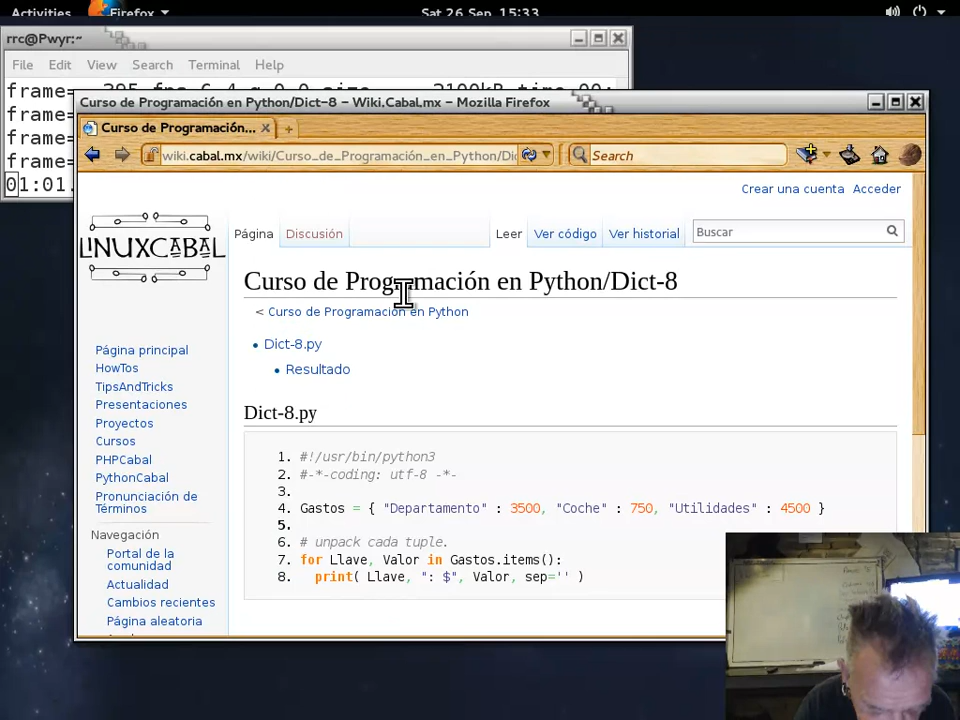 Activities Firefox Sat 26 Sep, 15:33
rrc@Pwyr:~
File Edit View Search Terminal Help
frame=
frame=
frame=
frame=
01:01.
Curso de Programación en Python/Dict-8 – Wiki.Cabal.mx – Mozilla Firefox
Curso de Programación...
wiki.cabal.mx/wiki/Curso_de_Programación_en_Python/Di
Search
Crear una cuenta Acceder
LINUXCABAL
Página Discusión Leer Ver código Ver historial Buscar
Curso de Programación en Python/Dict-8
< Curso de Programación en Python
Dict-8.py
Resultado
Página principal
HowTos
TipsAndTricks
Presentaciones
Proyectos
Cursos
PHPCabal
PythonCabal
Pronunciación de
Términos
Navegación
Portal de la
comunidad
Actualidad
Cambios recientes
Página aleatoria
Dict-8.py
1. #!/usr/bin/python3
2. #-*-coding: utf-8 -*-
3.
4. Gastos = { "Departamento" : 3500, "Coche" : 750, "Utilidades" : 4500 }
5.
6. # unpack cada tuple.
7. for Llave, Valor in Gastos.items():
8. print( Llave, ": $", Valor, sep='' )